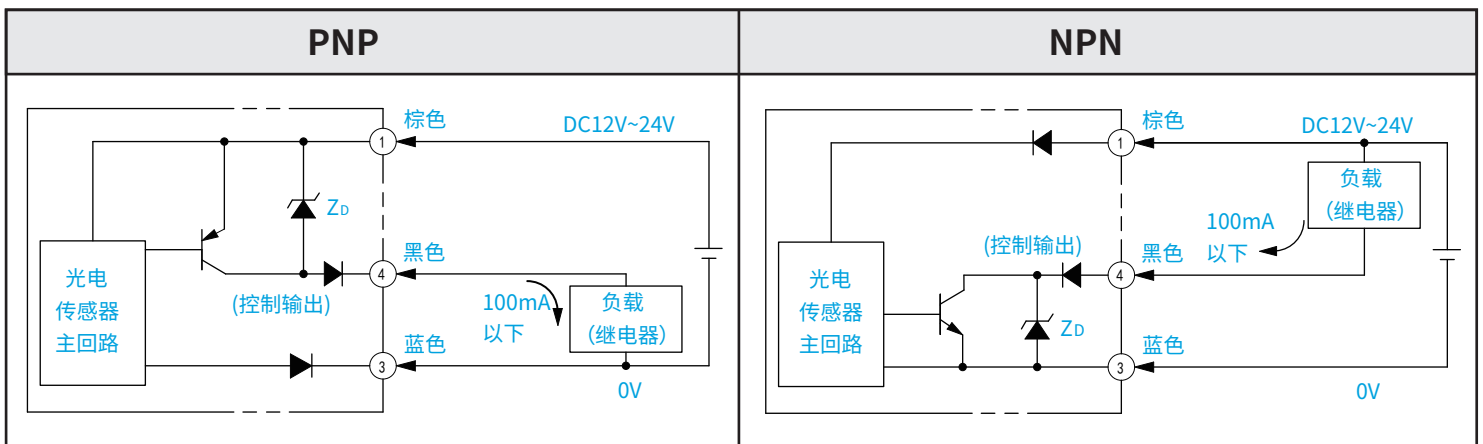 PNP
棕色
DC12V~24V
1
ZD
黑色
4
光电
传感器
主回路
(控制输出)
100mA
以下
负载
(继电器)
蓝色
3
0V
NPN
棕色
DC12V~24V
1
负载
(继电器)
100mA
以下
(控制输出)
黑色
4
光电
传感器
主回路
ZD
蓝色
3
0V